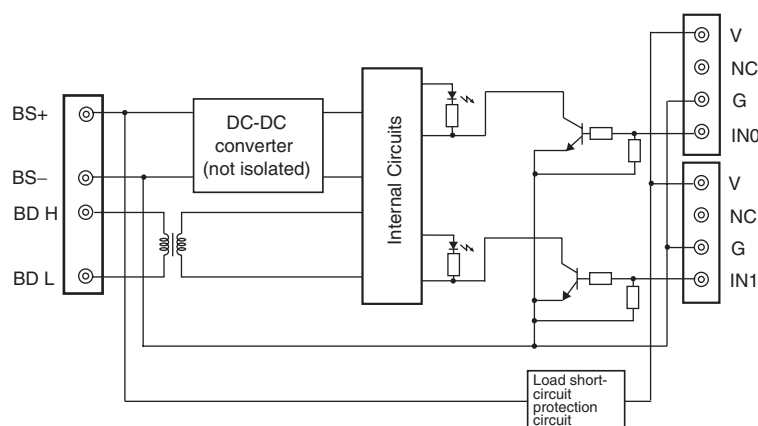 BS+
BS–
BD H
BD L
DC-DC
converter
(not isolated)
Internal Circuits
V
NC
G
IN0
V
NC
G
IN1
Load short-
circuit
protection
circuit